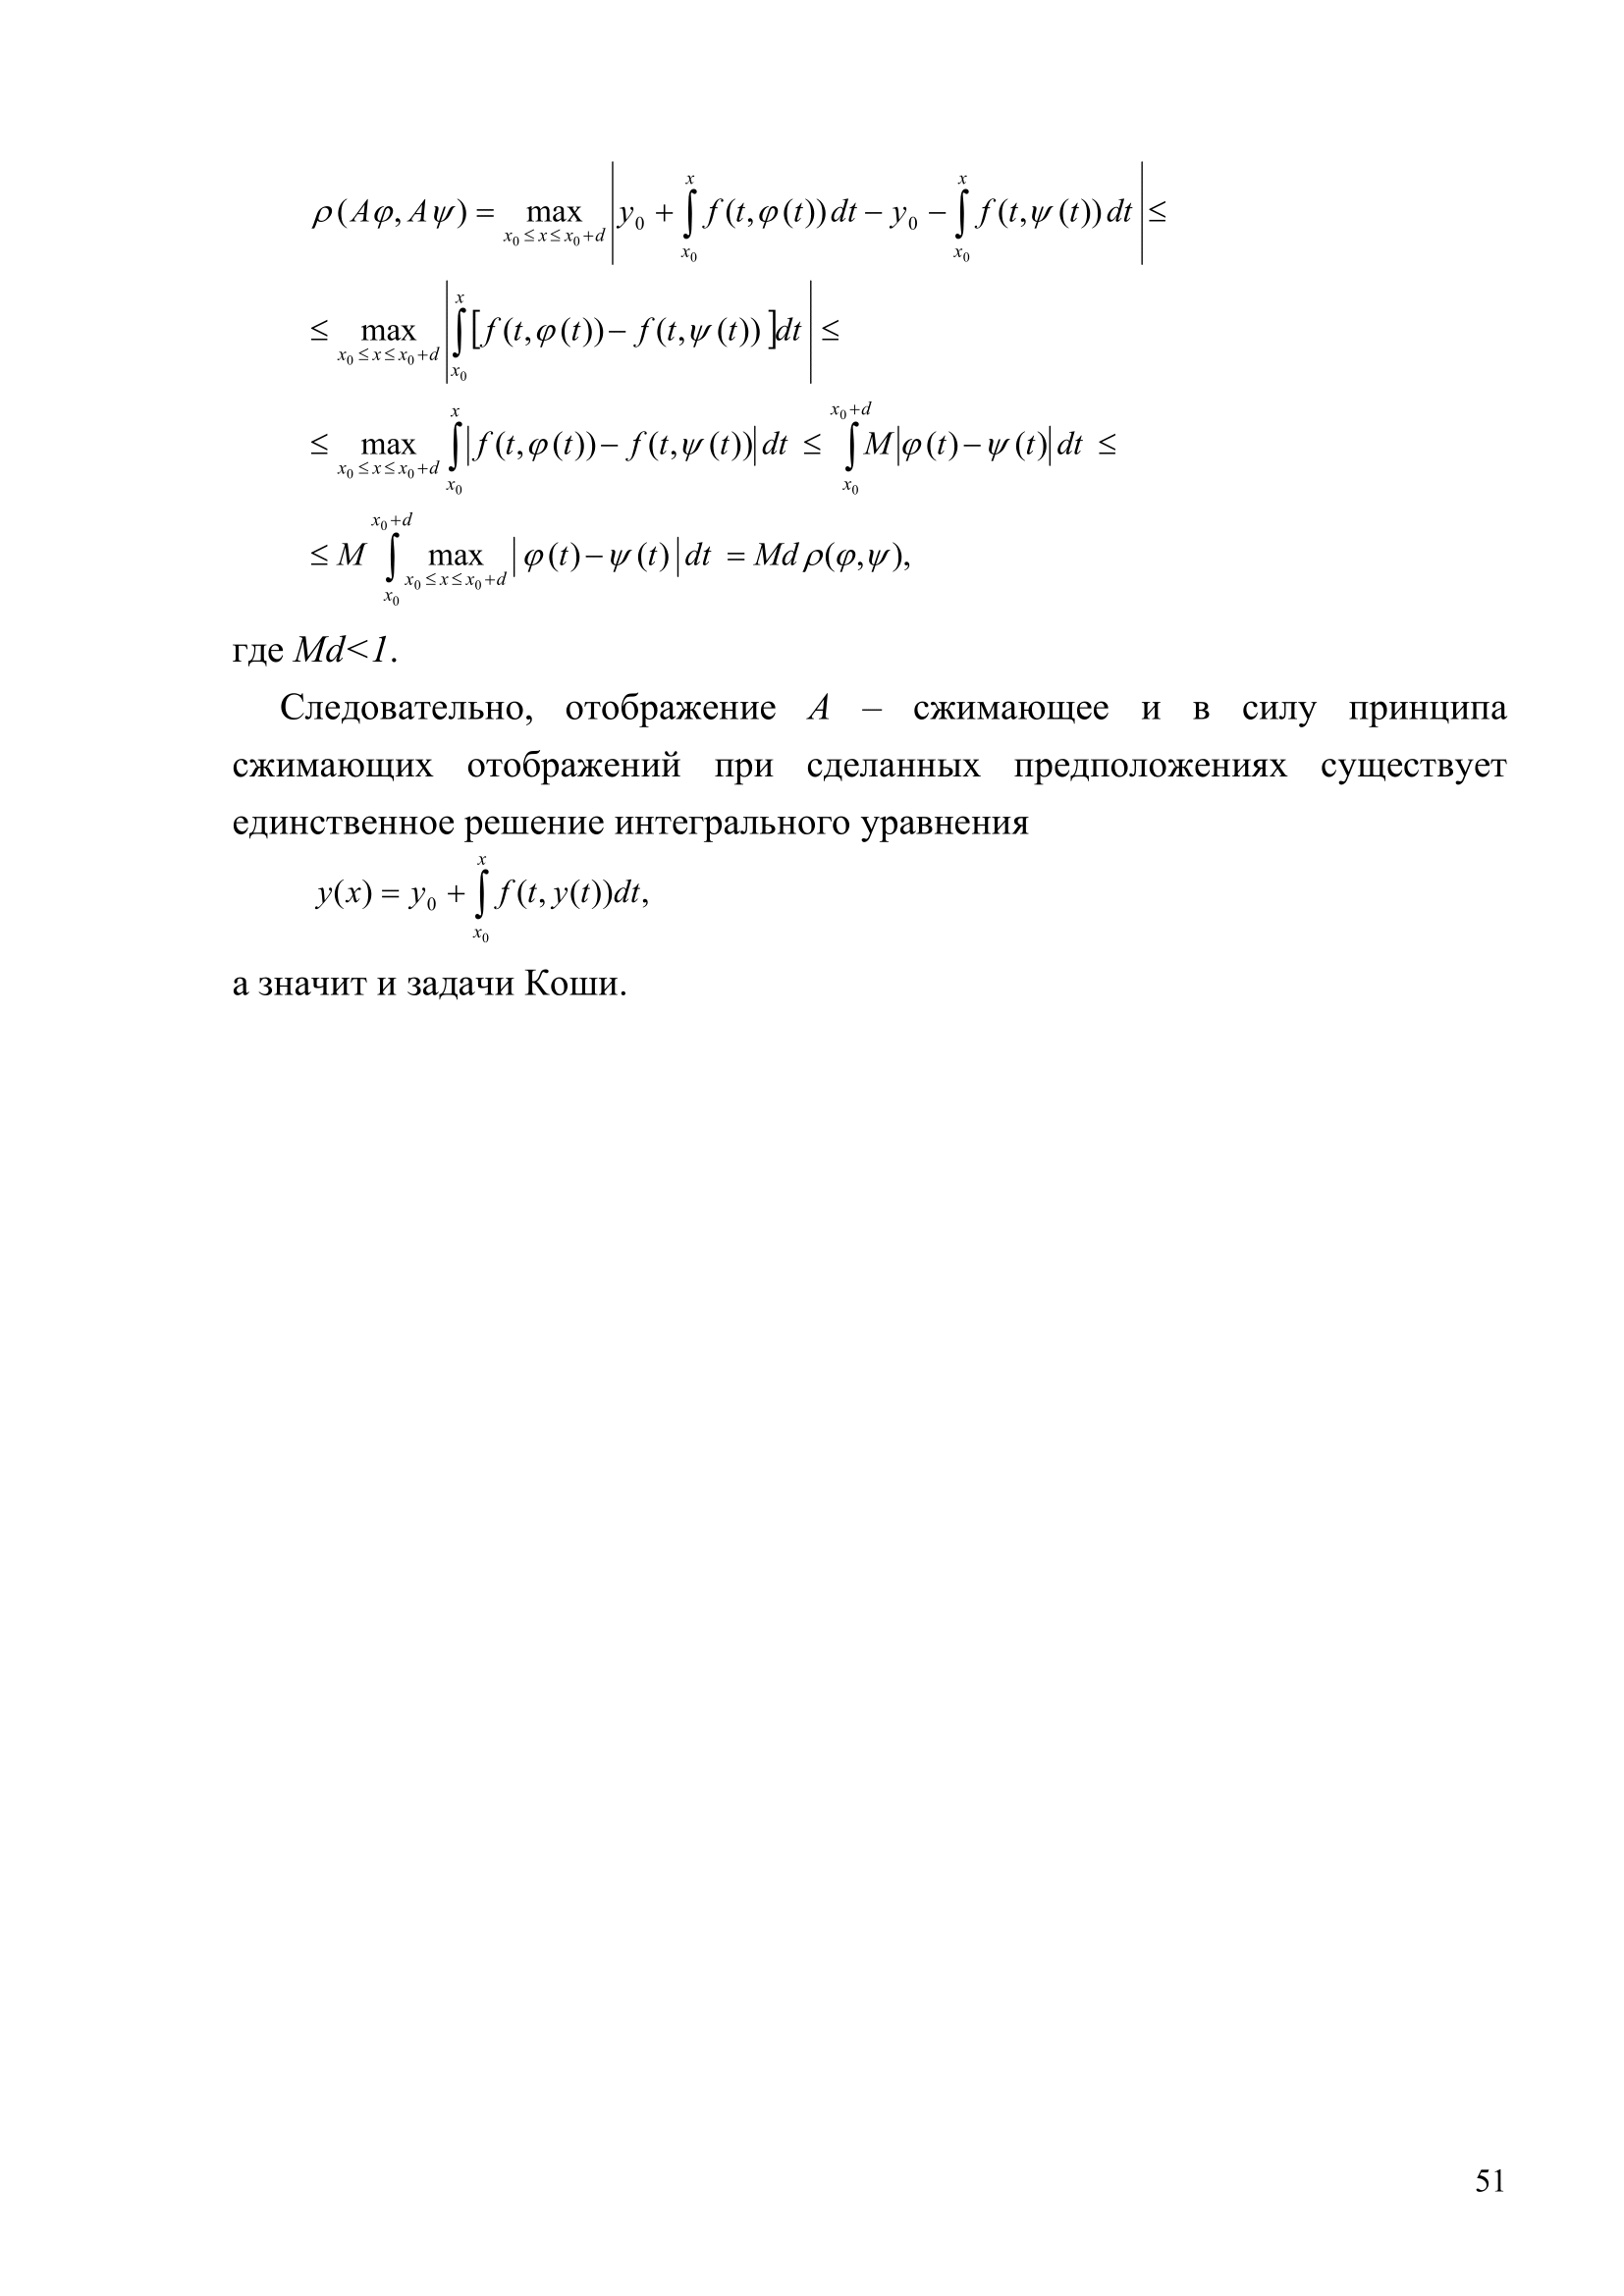 $\rho(A\varphi, A\psi) = \max\limits_{x_0 \le x \le x_0+d} \left| y_0 + \int\limits_{x_0}^{x} f(t,\varphi(t))\,dt - y_0 - \int\limits_{x_0}^{x} f(t,\psi(t))\,dt \right| \le$
$\le \max\limits_{x_0 \le x \le x_0+d} \left| \int\limits_{x_0}^{x} \left[ f(t,\varphi(t)) - f(t,\psi(t)) \right] dt \right| \le$
$\le \max\limits_{x_0 \le x \le x_0+d} \int\limits_{x_0}^{x} \left| f(t,\varphi(t)) - f(t,\psi(t)) \right| dt \le \int\limits_{x_0}^{x_0+d} M \left| \varphi(t) - \psi(t) \right| dt \le$
$\le M \int\limits_{x_0}^{x_0+d} \max\limits_{x_0 \le x \le x_0+d} \left| \varphi(t) - \psi(t) \right| dt = Md\,\rho(\varphi,\psi),$
где Md<1.
Следовательно, отображение A – сжимающее и в силу принципа
сжимающих отображений при сделанных предположениях существует
единственное решение интегрального уравнения
$y(x) = y_0 + \int\limits_{x_0}^{x} f(t, y(t))dt,$
а значит и задачи Коши.
51